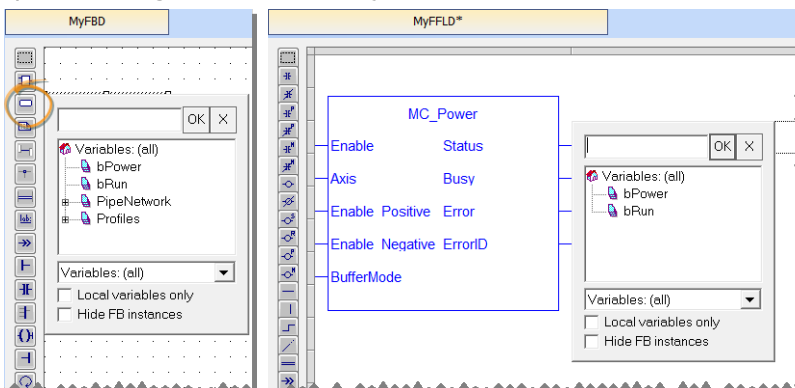 MyFBD
OK X
Variables: (all)
bPower
bRun
PipeNetwork
Profiles
Variables: (all)
Local variables only
Hide FB instances
MyFFLD*
MC_Power
Enable Status
Axis Busy
Enable Positive Error
Enable Negative ErrorID
BufferMode
OK X
Variables: (all)
bPower
bRun
Variables: (all)
Local variables only
Hide FB instances